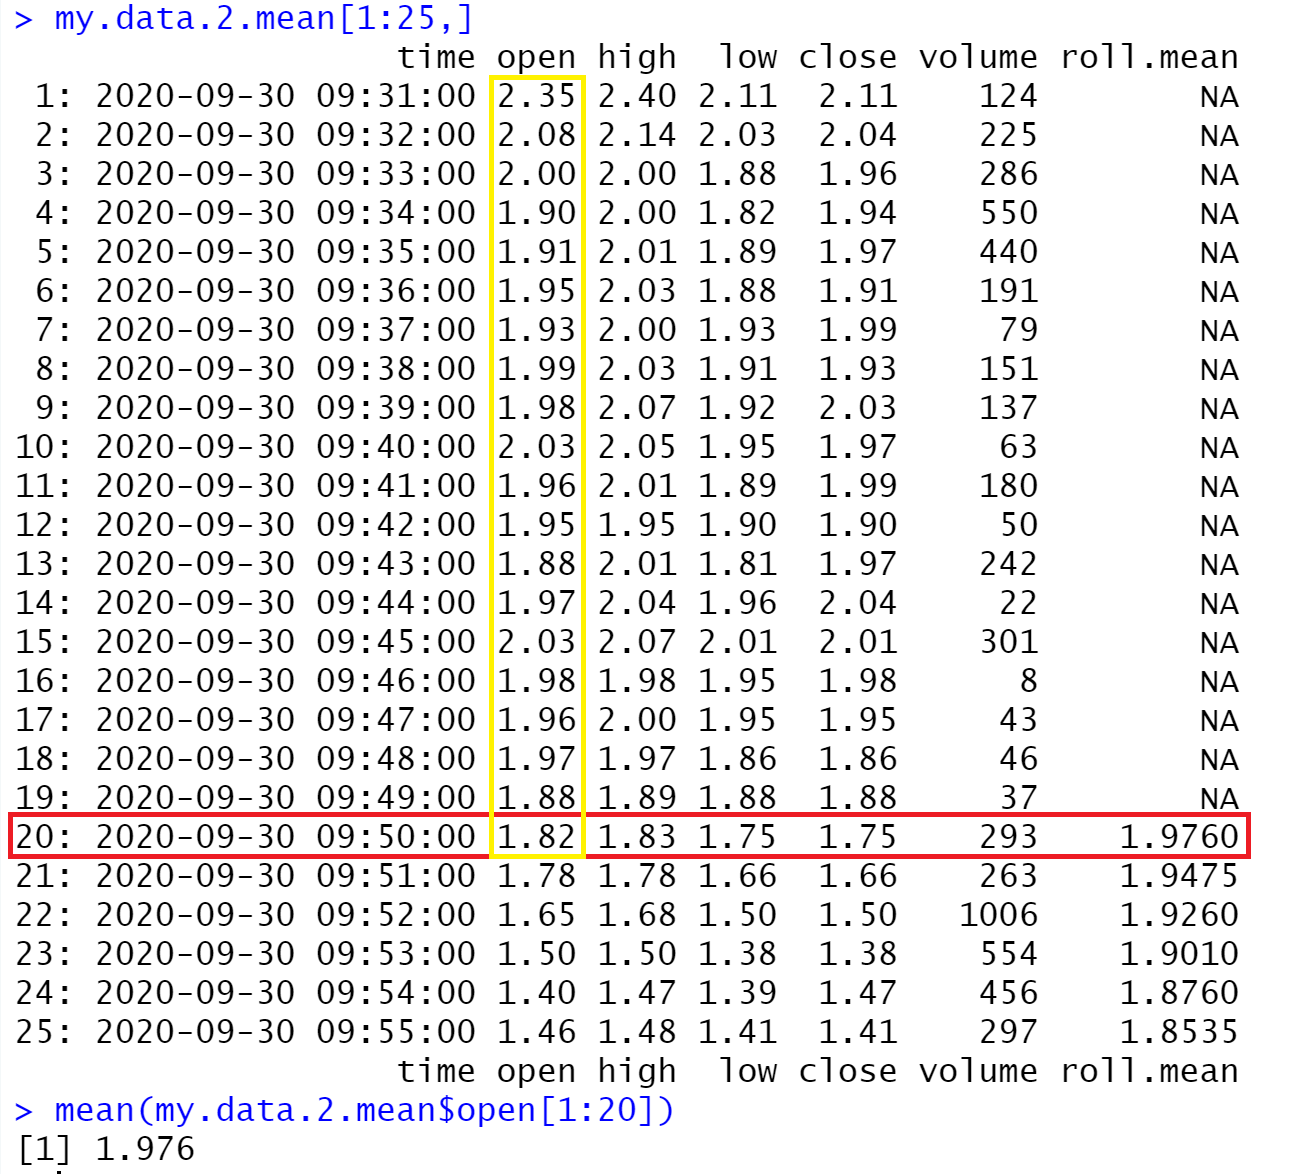 > my.data.2.mean[1:25,]
time open high low close volume roll.mean
1: 2020-09-30 09:31:00 2.35 2.40 2.11 2.11 124 NA
2: 2020-09-30 09:32:00 2.08 2.14 2.03 2.04 225 NA
3: 2020-09-30 09:33:00 2.00 2.00 1.88 1.96 286 NA
4: 2020-09-30 09:34:00 1.90 2.00 1.82 1.94 550 NA
5: 2020-09-30 09:35:00 1.91 2.01 1.89 1.97 440 NA
6: 2020-09-30 09:36:00 1.95 2.03 1.88 1.91 191 NA
7: 2020-09-30 09:37:00 1.93 2.00 1.93 1.99 79 NA
8: 2020-09-30 09:38:00 1.99 2.03 1.91 1.93 151 NA
9: 2020-09-30 09:39:00 1.98 2.07 1.92 2.03 137 NA
10: 2020-09-30 09:40:00 2.03 2.05 1.95 1.97 63 NA
11: 2020-09-30 09:41:00 1.96 2.01 1.89 1.99 180 NA
12: 2020-09-30 09:42:00 1.95 1.95 1.90 1.90 50 NA
13: 2020-09-30 09:43:00 1.88 2.01 1.81 1.97 242 NA
14: 2020-09-30 09:44:00 1.97 2.04 1.96 2.04 22 NA
15: 2020-09-30 09:45:00 2.03 2.07 2.01 2.01 301 NA
16: 2020-09-30 09:46:00 1.98 1.98 1.95 1.98 8 NA
17: 2020-09-30 09:47:00 1.96 2.00 1.95 1.95 43 NA
18: 2020-09-30 09:48:00 1.97 1.97 1.86 1.86 46 NA
19: 2020-09-30 09:49:00 1.88 1.89 1.88 1.88 37 NA
20: 2020-09-30 09:50:00 1.82 1.83 1.75 1.75 293 1.9760
21: 2020-09-30 09:51:00 1.78 1.78 1.66 1.66 263 1.9475
22: 2020-09-30 09:52:00 1.65 1.68 1.50 1.50 1006 1.9260
23: 2020-09-30 09:53:00 1.50 1.50 1.38 1.38 554 1.9010
24: 2020-09-30 09:54:00 1.40 1.47 1.39 1.47 456 1.8760
25: 2020-09-30 09:55:00 1.46 1.48 1.41 1.41 297 1.8535
time open high low close volume roll.mean
> mean(my.data.2.mean$open[1:20])
[1] 1.976